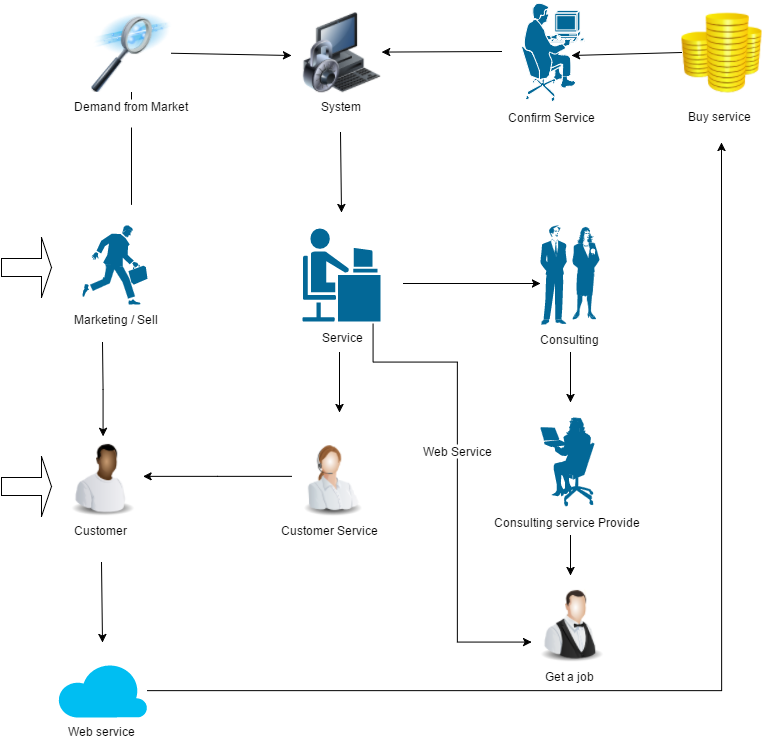 Demand from Market
System
Confirm Service
Buy service
Marketing / Sell
Service
Consulting
Web Service
Customer
Customer Service
Consulting service Provide
Get a job
Web service